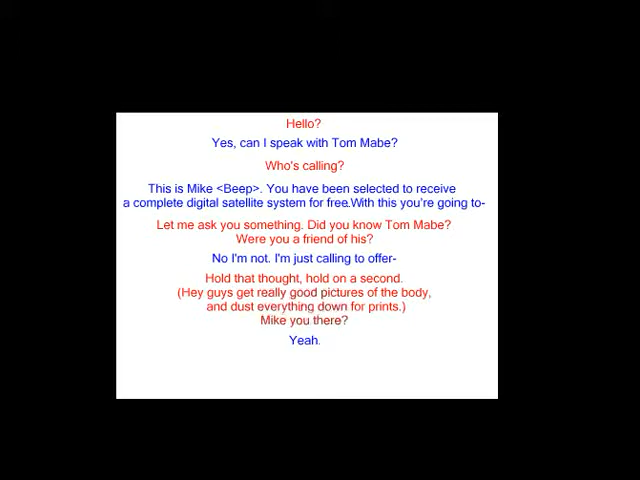 Hello?
Yes, can I speak with Tom Mabe?
Who's calling?
This is Mike <Beep>. You have been selected to receive
a complete digital satellite system for free.With this you're going to-
Let me ask you something. Did you know Tom Mabe?
Were you a friend of his?
No I'm not. I'm just calling to offer-
Hold that thought, hold on a second.
(Hey guys get really good pictures of the body,
and dust everything down for prints.)
Mike you there?
Yeah.